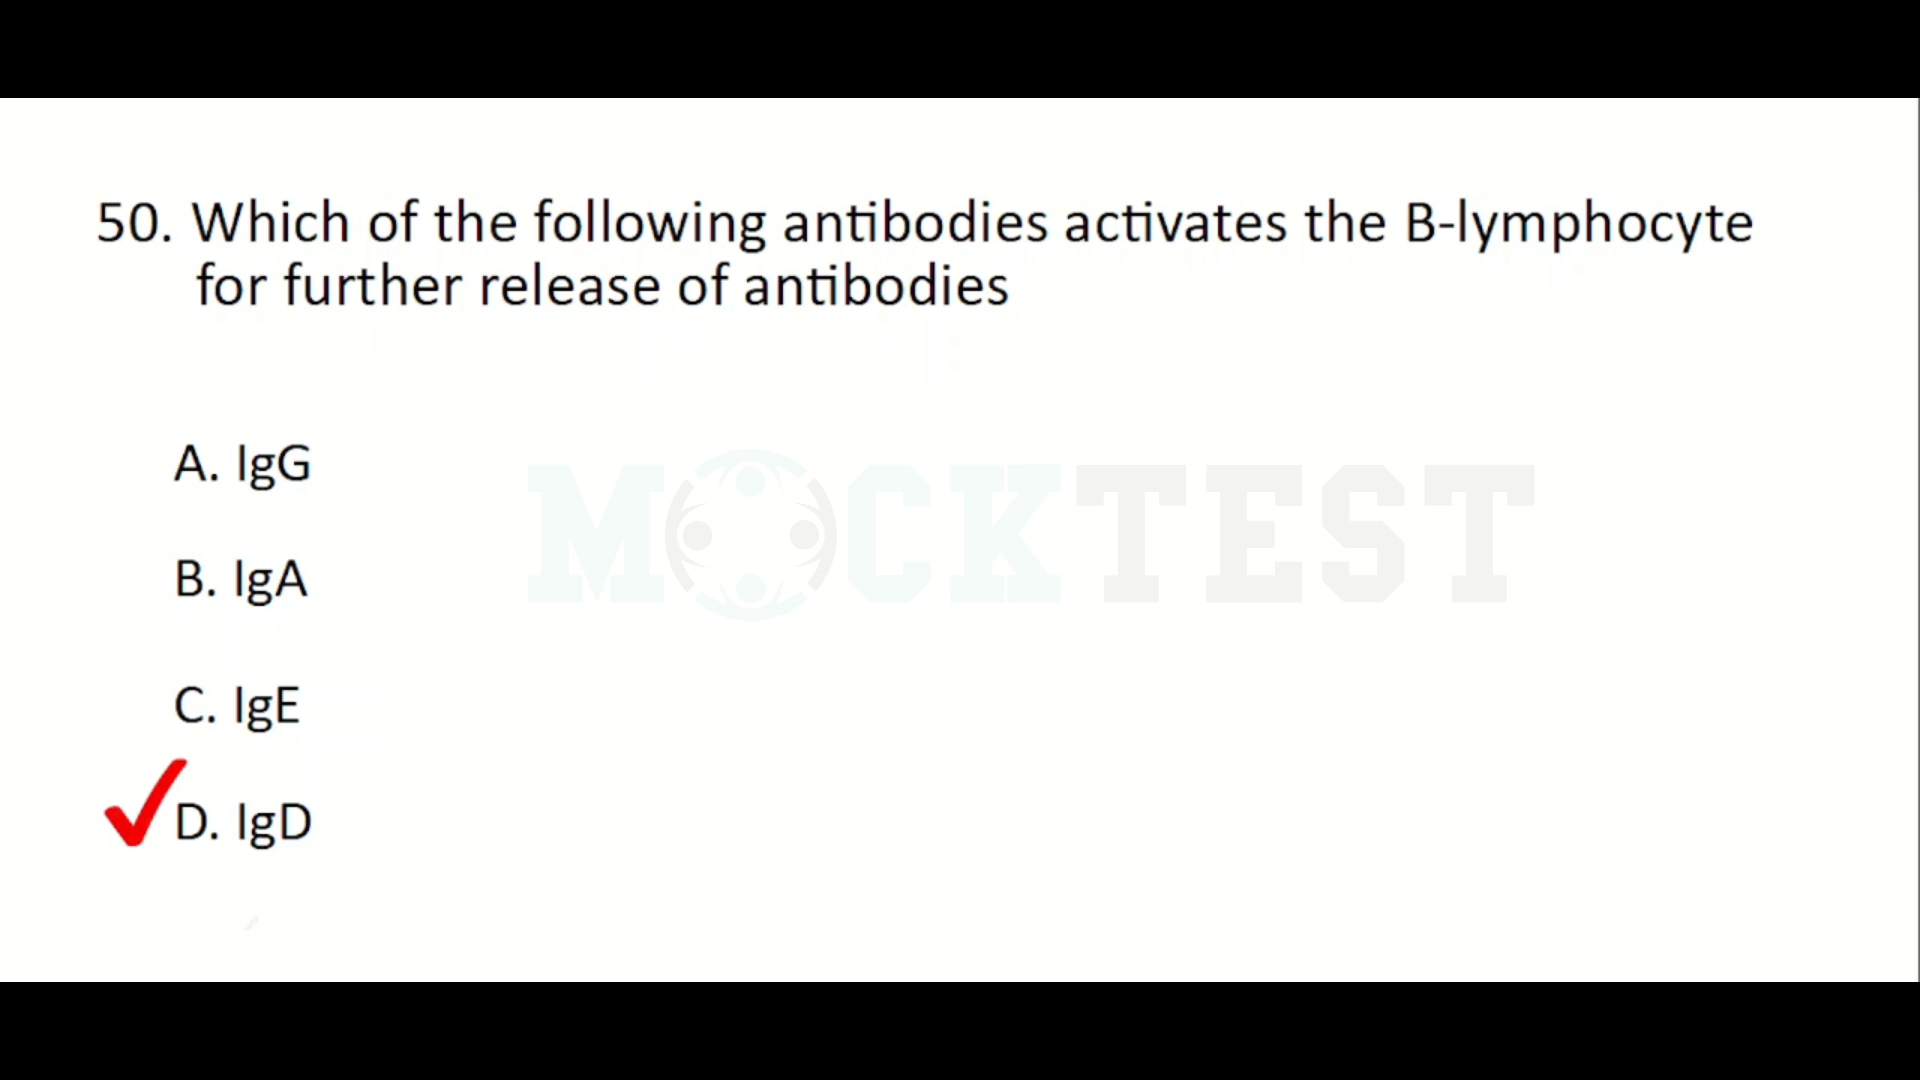 50. Which of the following antibodies activates the B-lymphocyte
for further release of antibodies
A. IgG
MOCKTEST
B. IgA
C. IgE
D. IgD